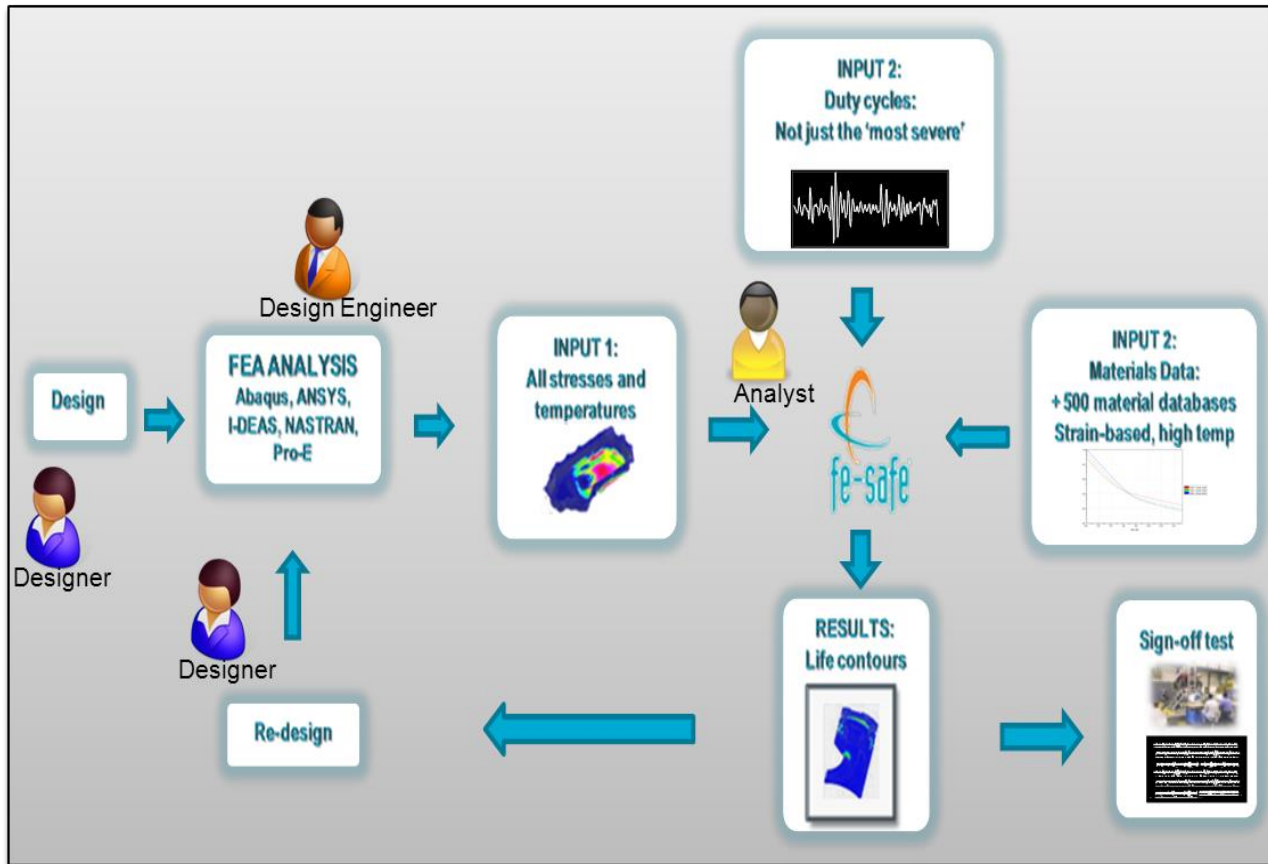 INPUT 2:
Duty cycles:
Not just the 'most severe'
Design Engineer
Design
FEA ANALYSIS
Abaqus, ANSYS,
I-DEAS, NASTRAN,
Pro-E
INPUT 1:
All stresses and
temperatures
Analyst
fe-safe
INPUT 2:
Materials Data:
+500 material databases
Strain-based, high temp
Designer
Designer
Re-design
RESULTS:
Life contours
Sign-off test